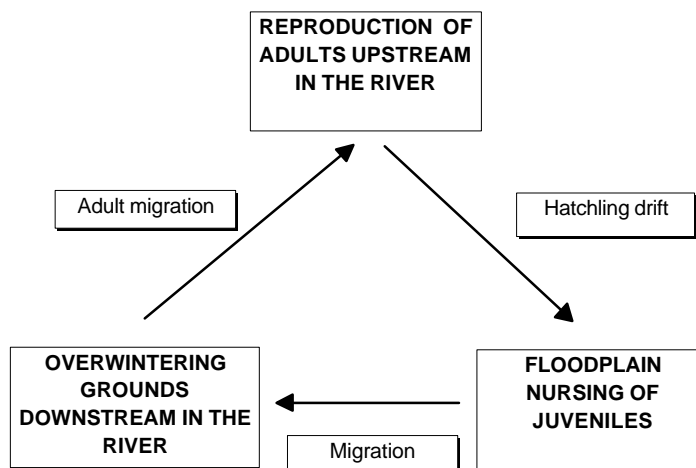 REPRODUCTION OF
ADULTS UPSTREAM
IN THE RIVER
Adult migration
Hatchling drift
OVERWINTERING
GROUNDS
DOWNSTREAM IN THE
RIVER
FLOODPLAIN
NURSING OF
JUVENILES
Migration